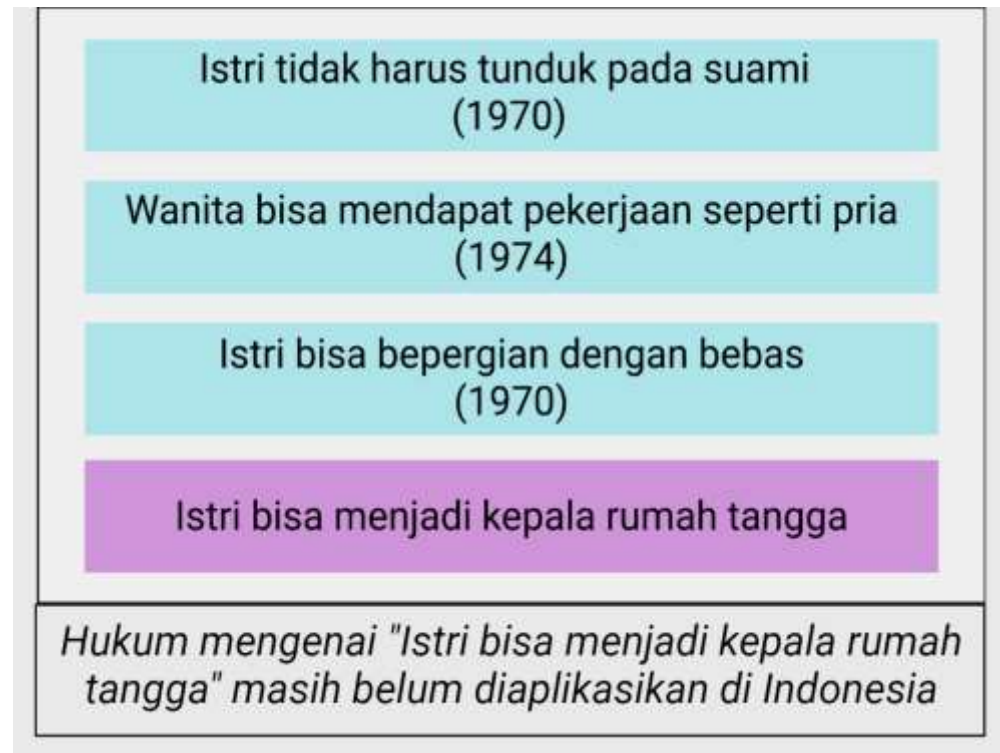 Istri tidak harus tunduk pada suami
(1970)
Wanita bisa mendapat pekerjaan seperti pria
(1974)
Istri bisa bepergian dengan bebas
(1970)
Istri bisa menjadi kepala rumah tangga
Hukum mengenai "Istri bisa menjadi kepala rumah
tangga" masih belum diaplikasikan di Indonesia